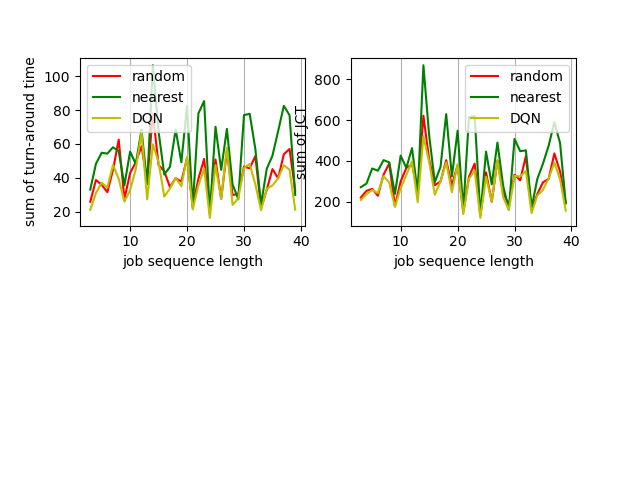 sum of turn-around time
100
80
60
40
20
random
nearest
DQN
10
20
30
40
job sequence length
sum of JCT
800
600
400
200
random
nearest
DQN
10
20
30
40
job sequence length